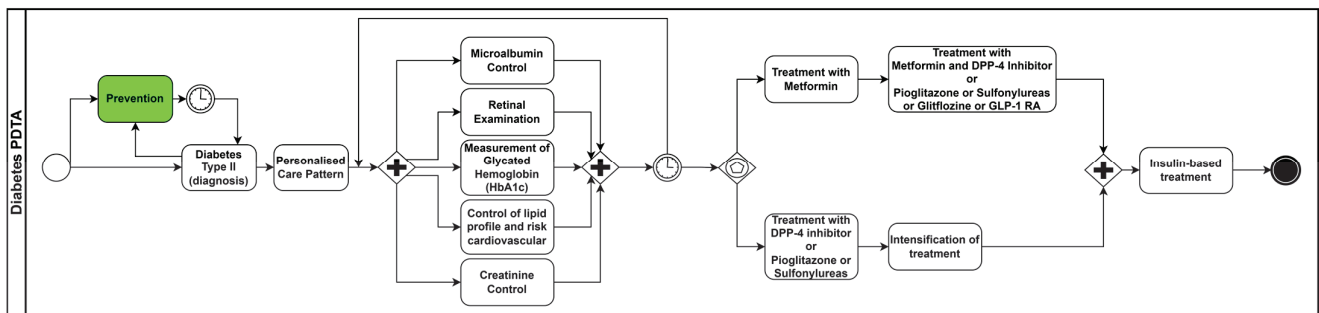 Diabetes PDTA
Prevention
Diabetes
Type II
(diagnosis)
Personalised
Care Pattern
Microalbumin
Control
Retinal
Examination
Measurement of
Glycated
Hemoglobin
(HbA1c)
Control of lipid
profile and risk
cardiovascular
Creatinine
Control
Treatment with
Metformin
Treatment with
Metformin and DPP-4 Inhibitor
or
Pioglitazone or Sulfonylureas
or Glitflozine or GLP-1 RA
Treatment with
DPP-4 inhibitor
or
Pioglitazone or
Sulfonylureas
Intensification of
treatment
Insulin-based
treatment